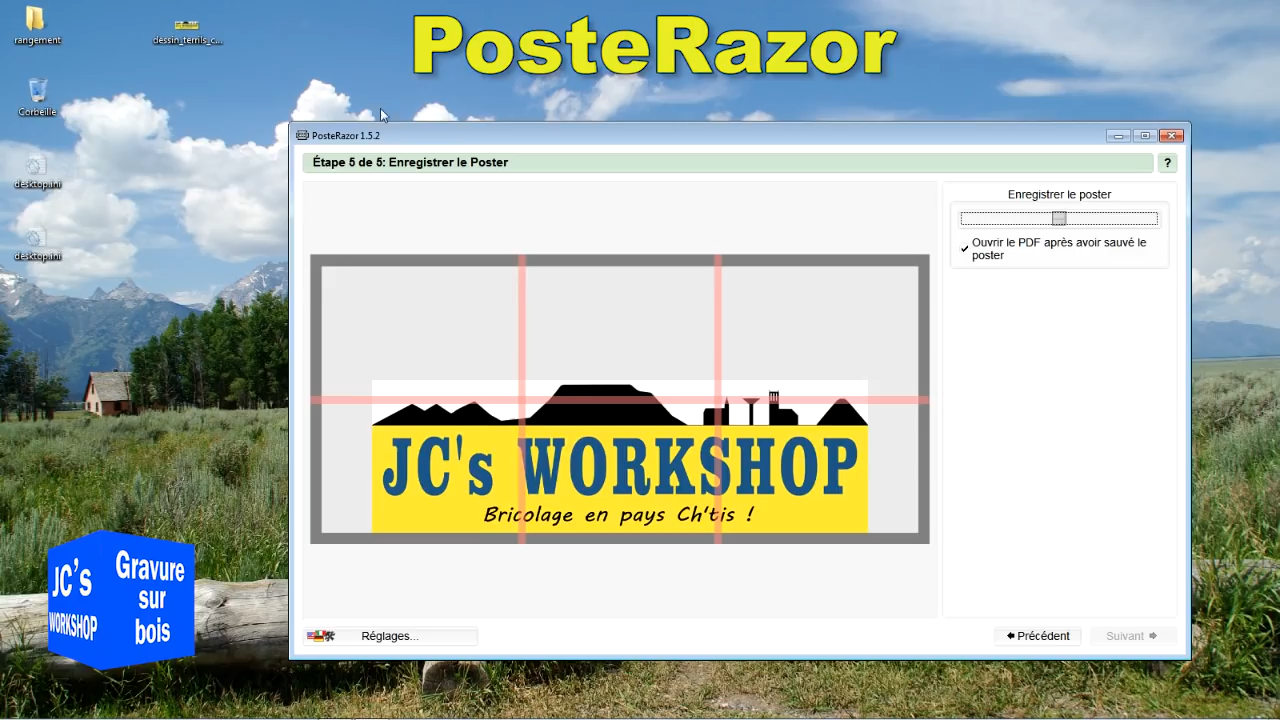 PosteRazor
rangement
dessin_terrils_c...
Corbeille
desktop.ini
desktop.ini
PosteRazor 1.5.2
Étape 5 de 5: Enregistrer le Poster
?
Enregistrer le poster
Ouvrir le PDF après avoir sauvé le
poster
JC's WORKSHOP
Bricolage en pays Ch'tis !
JC's
WORKSHOP
Gravure
sur
bois
Réglages...
Précédent
Suivant